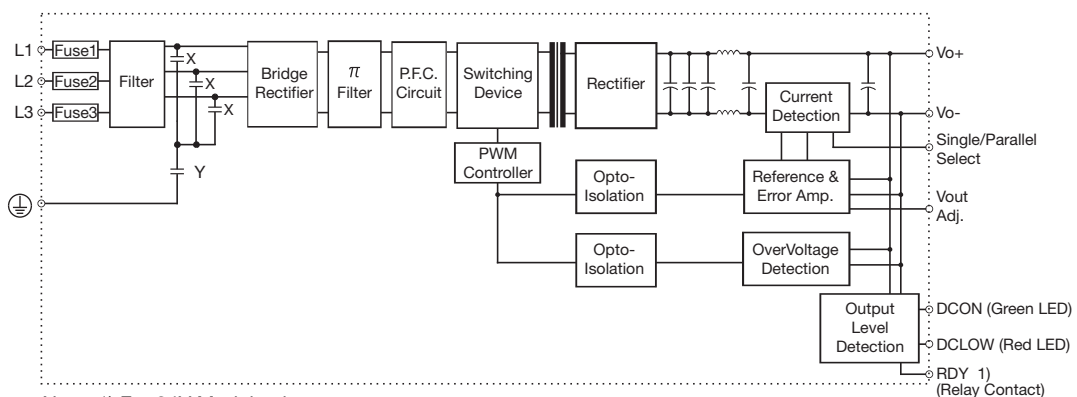 L1
Fuse1
L2
Fuse2
L3
Fuse3
Filter
X
X
X
Y
Bridge
Rectifier
π
Filter
P.F.C.
Circuit
Switching
Device
Rectifier
Current
Detection
Vo+
Vo-
Single/Parallel
Select
PWM
Controller
Opto-
Isolation
Reference &
Error Amp.
Vout
Adj.
Opto-
Isolation
OverVoltage
Detection
Output
Level
Detection
DCON (Green LED)
DCLOW (Red LED)
RDY 1)
(Relay Contact)